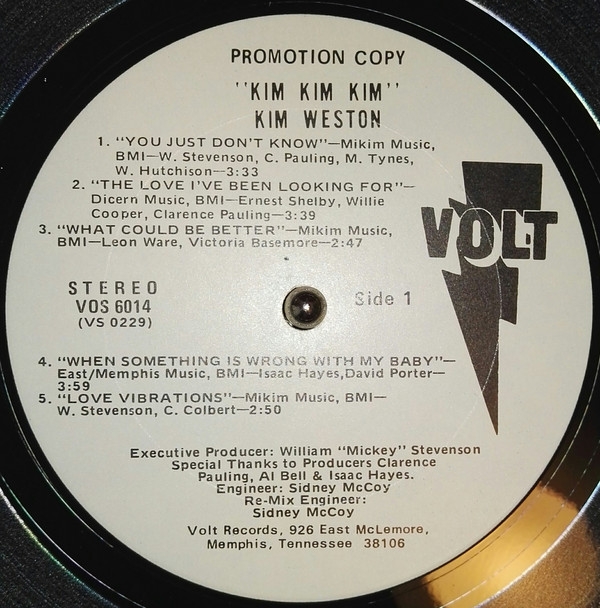 PROMOTION COPY
"KIM KIM KIM"
KIM WESTON
1. "YOU JUST DON'T KNOW"—Mikim Music,
BMI—W. Stevenson, C. Pauling, M. Tynes,
W. Hutchison—3:33
2. "THE LOVE I'VE BEEN LOOKING FOR"—
Dicern Music, BMI—Ernest Shelby, Willie
Cooper, Clarence Pauling—3:39
3. "WHAT COULD BE BETTER"—Mikim Music,
BMI—Leon Ware, Victoria Basemore—2:47
VOLT
STEREO
VOS 6014
(VS 0229)
Side 1
4. "WHEN SOMETHING IS WRONG WITH MY BABY"—
East/Memphis Music, BMI—Isaac Hayes,David Porter—
3:59
5. "LOVE VIBRATIONS"—Mikim Music, BMI—
W. Stevenson, C. Colbert—2:50
Executive Producer: William "Mickey" Stevenson
Special Thanks to Producers Clarence
Pauling, Al Bell & Isaac Hayes.
Engineer: Sidney McCoy
Re-Mix Engineer:
Sidney McCoy
Volt Records, 926 East McLemore,
Memphis, Tennessee 38106